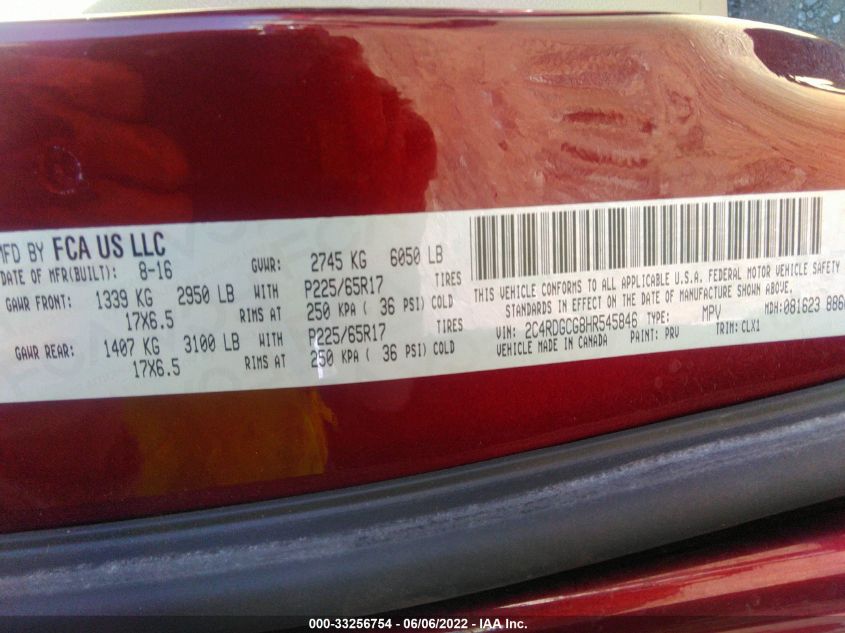 MFD BY FCA US LLC
DATE OF MFR(BUILT): 8-16 GVWR: 2745 KG 6050 LB
GAWR FRONT: 1339 KG 2950 LB WITH P225/65R17 TIRES
17X6.5 RIMS AT 250 KPA ( 36 PSI) COLD
GAWR REAR: 1407 KG 3100 LB WITH P225/65R17 TIRES
17X6.5 RIMS AT 250 KPA ( 36 PSI) COLD
THIS VEHICLE CONFORMS TO ALL APPLICABLE U.S.A. FEDERAL MOTOR VEHICLE SAFETY
STANDARDS IN EFFECT ON THE DATE OF MANUFACTURE SHOWN ABOVE.
VIN: 2C4RDGCG8HR545846 TYPE: MPV MDH: 081623
VEHICLE MADE IN CANADA PAINT: PRV TRIM: CLX1
000-33256754 - 06/06/2022 - IAA Inc.